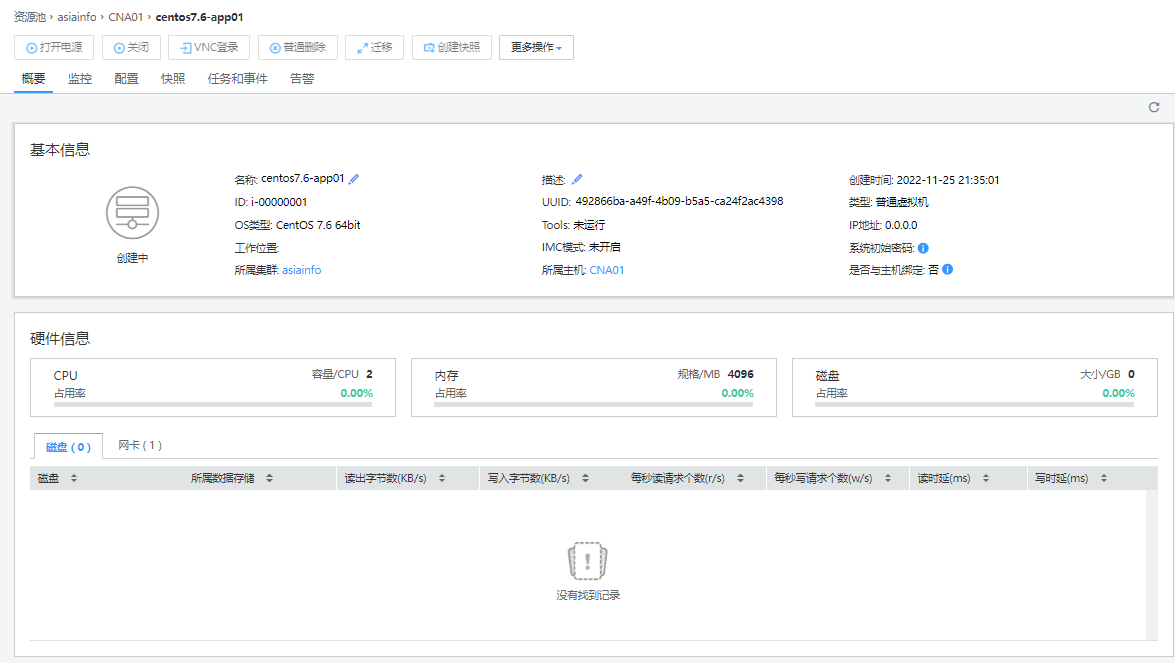 资源池 › asiainfo › CNA01 › centos7.6-app01
打开电源 关闭 VNC登录 普通删除 迁移 创建快照 更多操作
概要 监控 配置 快照 任务和事件 告警
基本信息
名称: centos7.6-app01 描述: 创建时间: 2022-11-25 21:35:01
ID: i-00000001 UUID: 492866ba-a49f-4b09-b5a5-ca24f2ac4398 类型: 普通虚拟机
OS类型: CentOS 7.6 64bit Tools: 未运行 IP地址: 0.0.0.0
工作位置: IMC模式: 未开启 系统初始密码:
创建中
所属集群: asiainfo 所属主机: CNA01 是否与主机绑定: 否
硬件信息
CPU 容量/CPU 2 内存 规格/MB 4096 磁盘 大小/GB 0
占用率 0.00% 占用率 0.00% 占用率 0.00%
磁盘 ( 0 ) 网卡 ( 1 )
磁盘 所属数据存储 读出字节数(KB/s) 写入字节数(KB/s) 每秒读请求个数(r/s) 每秒写请求个数(w/s) 读时延(ms) 写时延(ms)
没有找到记录